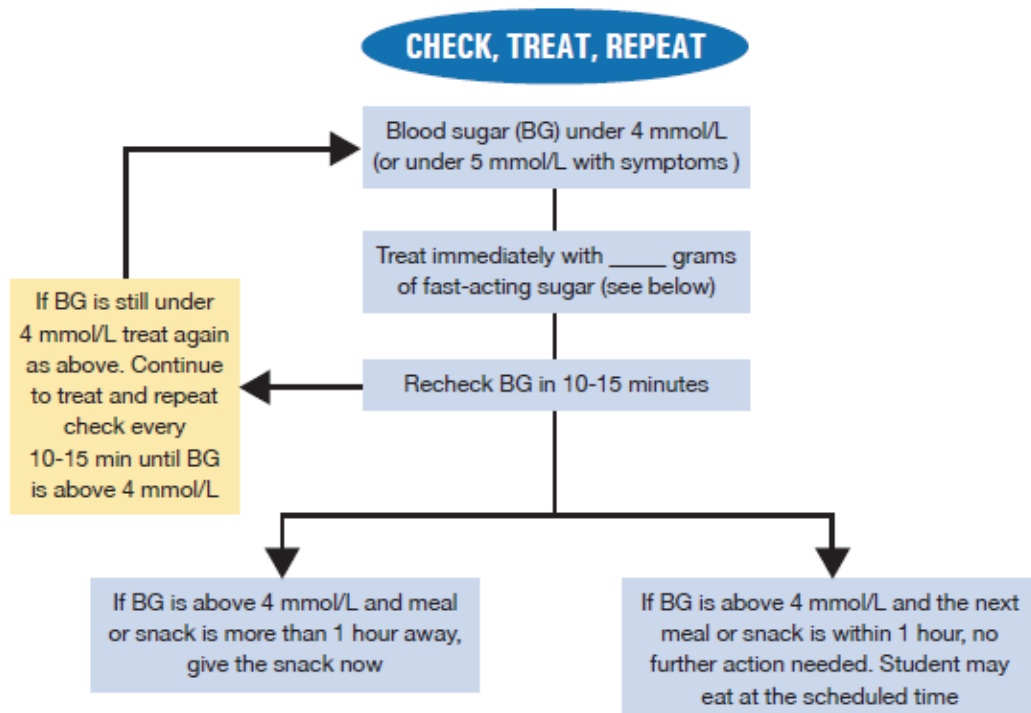 CHECK, TREAT, REPEAT
Blood sugar (BG) under 4 mmol/L
(or under 5 mmol/L with symptoms )
Treat immediately with _____ grams
of fast-acting sugar (see below)
Recheck BG in 10-15 minutes
If BG is still under
4 mmol/L treat again
as above. Continue
to treat and repeat
check every
10-15 min until BG
is above 4 mmol/L
If BG is above 4 mmol/L and meal
or snack is more than 1 hour away,
give the snack now
If BG is above 4 mmol/L and the next
meal or snack is within 1 hour, no
further action needed. Student may
eat at the scheduled time